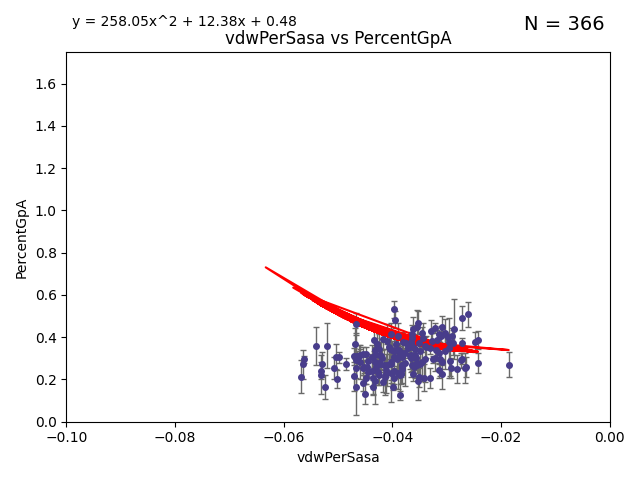 y = 258.05x^2 + 12.38x + 0.48
N = 366
vdwPerSasa vs PercentGpA
PercentGpA
1.6
1.4
1.2
1.0
0.8
0.6
0.4
0.2
0.0
−0.10 −0.08 −0.06 −0.04 −0.02 0.00
vdwPerSasa